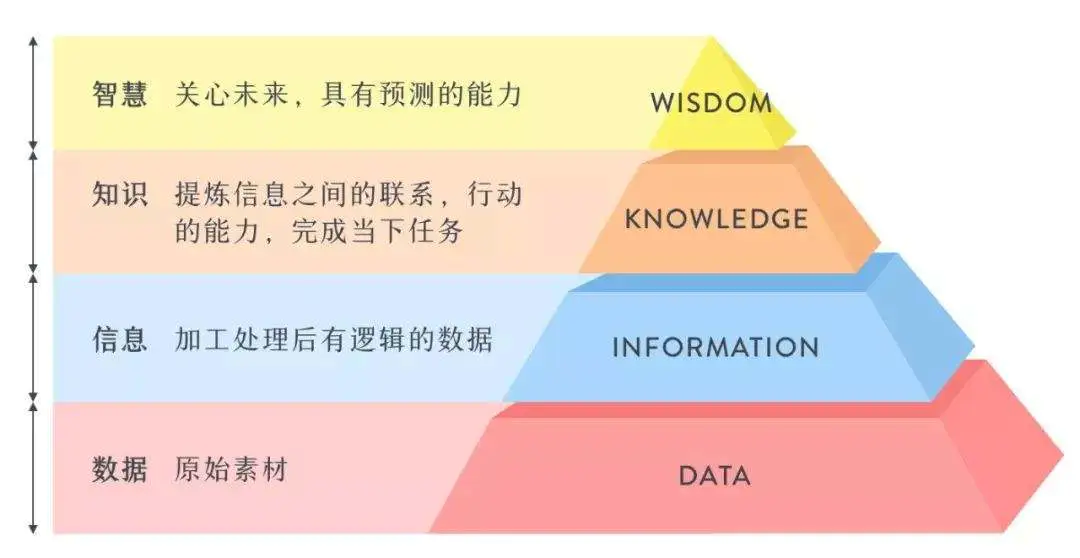 智慧 关心未来，具有预测的能力 WISDOM
知识 提炼信息之间的联系，行动
的能力，完成当下任务 KNOWLEDGE
信息 加工处理后有逻辑的数据 INFORMATION
数据 原始素材 DATA